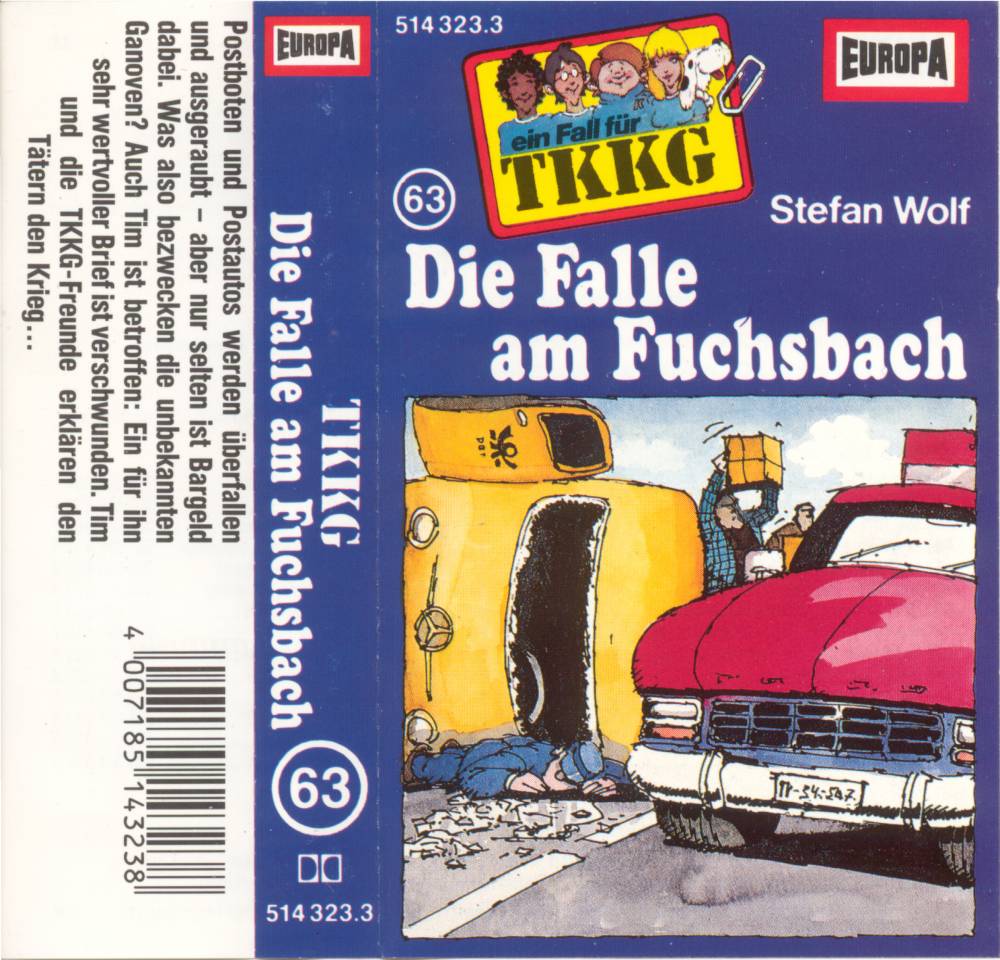 Postboten und Postautos werden überfallen
und ausgeraubt – aber nur selten ist Bargeld
dabei. Was also bezwecken die unbekannten
Ganoven? Auch Tim ist betroffen: Ein für ihn
sehr wertvoller Brief ist verschwunden. Tim
und die TKKG-Freunde erklären den
Tätern den Krieg...
4 007185 143238
EUROPA
TKKG
Die Falle am Fuchsbach
63
514 323.3
514 323.3
ein Fall für
TKKG
EUROPA
63
Stefan Wolf
Die Falle
am Fuchsbach